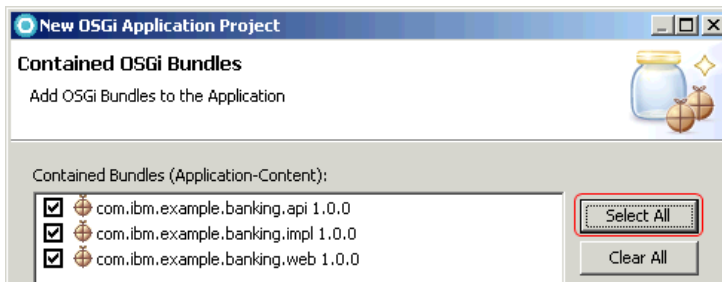 New OSGi Application Project
Contained OSGi Bundles
Add OSGi Bundles to the Application
Contained Bundles (Application-Content):
com.ibm.example.banking.api 1.0.0
com.ibm.example.banking.impl 1.0.0
com.ibm.example.banking.web 1.0.0
Select All
Clear All